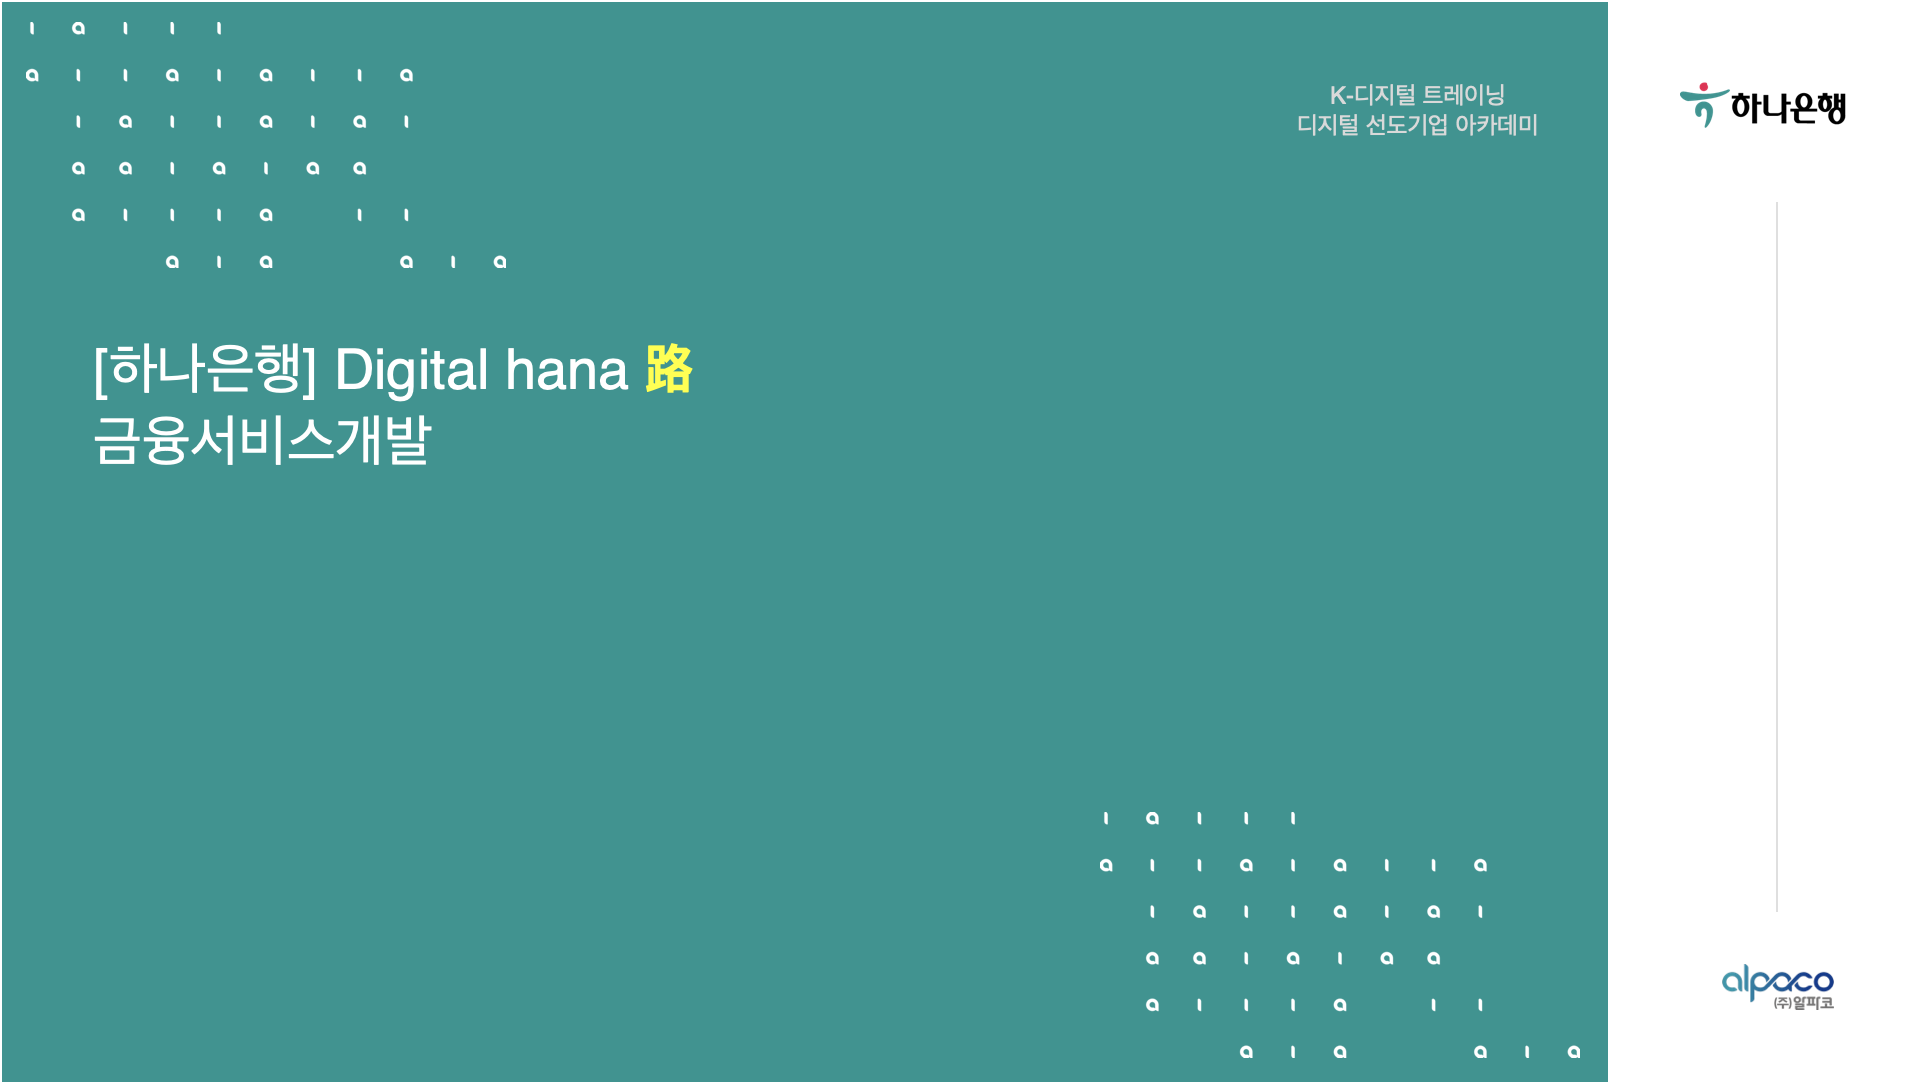 K-디지털 트레이닝
디지털 선도기업 아카데미
하나은행
[하나은행] Digital hana 路
금융서비스개발
alpaco
(주)알파코